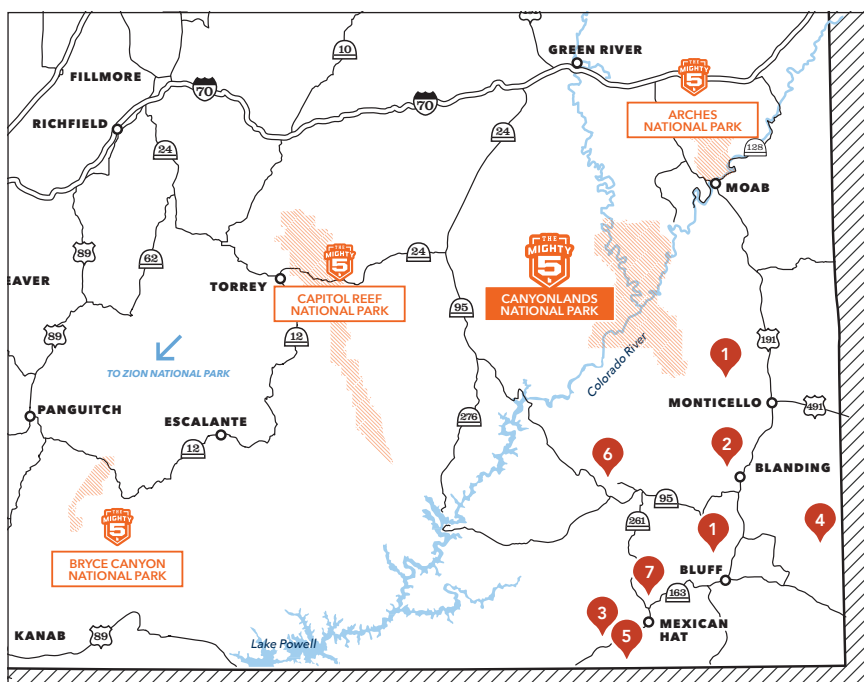 191
10
GREEN RIVER
FILLMORE
THE
MIGHTY
5
70
70
ARCHES
NATIONAL PARK
RICHFIELD
24
24
128
MOAB
THE
MIGHTY
5
THE
MIGHTY
5
89
62
24
EAVER
TORREY
CAPITOL REEF
NATIONAL PARK
CANYONLANDS
NATIONAL PARK
95
12
89
191
1
TO ZION NATIONAL PARK
Colorado River
PANGUITCH
MONTICELLO
491
ESCALANTE
276
12
2
6
BLANDING
95
THE
MIGHTY
5
261
1
4
BRYCE CANYON
NATIONAL PARK
7
BLUFF
163
3
MEXICAN
HAT
KANAB
89
5
Lake Powell